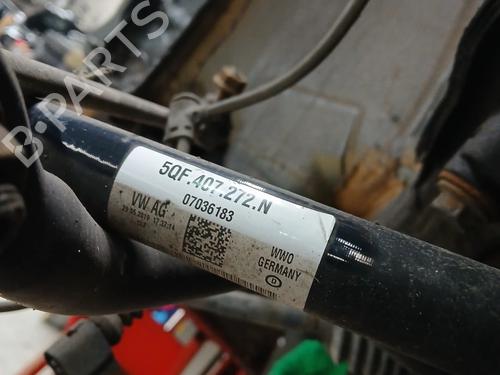 B-PARTS
5QF.407.272.N
07036183
VW AG
WWO
GERMANY